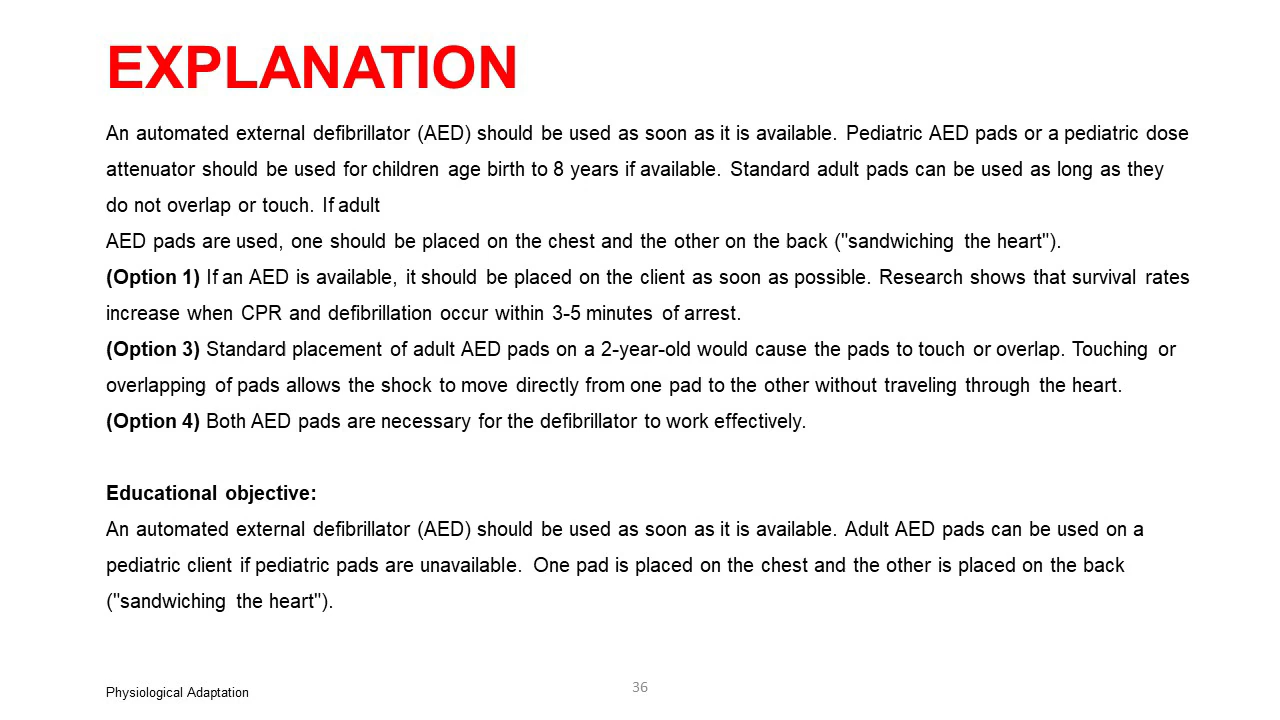 EXPLANATION
An automated external defibrillator (AED) should be used as soon as it is available. Pediatric AED pads or a pediatric dose
attenuator should be used for children age birth to 8 years if available. Standard adult pads can be used as long as they
do not overlap or touch. If adult
AED pads are used, one should be placed on the chest and the other on the back ("sandwiching the heart").
(Option 1) If an AED is available, it should be placed on the client as soon as possible. Research shows that survival rates
increase when CPR and defibrillation occur within 3-5 minutes of arrest.
(Option 3) Standard placement of adult AED pads on a 2-year-old would cause the pads to touch or overlap. Touching or
overlapping of pads allows the shock to move directly from one pad to the other without traveling through the heart.
(Option 4) Both AED pads are necessary for the defibrillator to work effectively.
Educational objective:
An automated external defibrillator (AED) should be used as soon as it is available. Adult AED pads can be used on a
pediatric client if pediatric pads are unavailable. One pad is placed on the chest and the other is placed on the back
("sandwiching the heart").
Physiological Adaptation
36